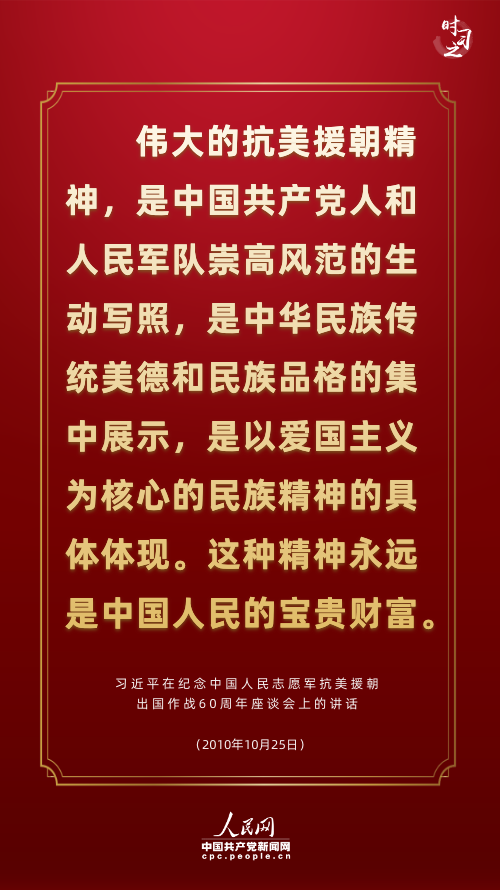 时习之
伟大的抗美援朝精
神，是中国共产党人和
人民军队崇高风范的生
动写照，是中华民族传
统美德和民族品格的集
中展示，是以爱国主义
为核心的民族精神的具
体体现。这种精神永远
是中国人民的宝贵财富。
习近平在纪念中国人民志愿军抗美援朝
出国作战60周年座谈会上的讲话
（2010年10月25日）
人民网
中国共产党新闻网
cpc.people.cn